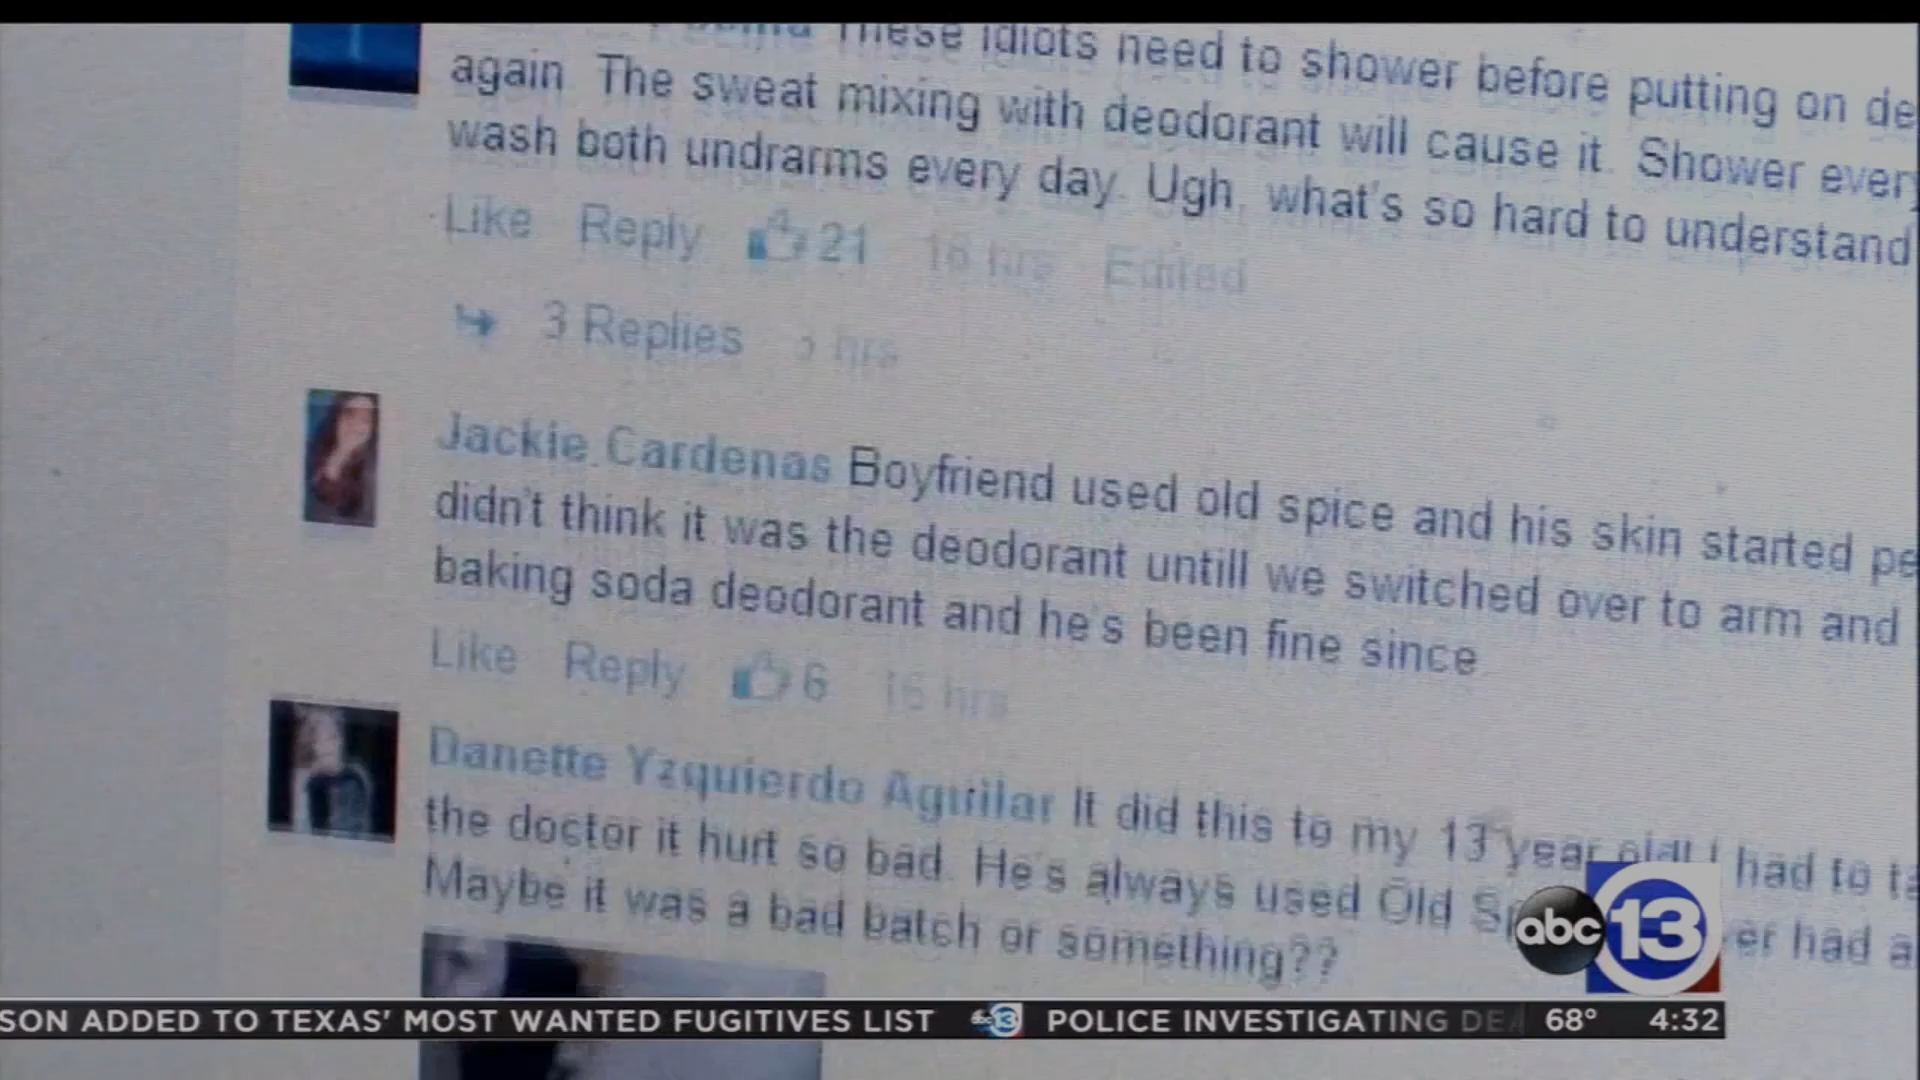 These idiots need to shower before putting on de
again. The sweat mixing with deodorant will cause it. Shower every
wash both undrarms every day. Ugh, what's so hard to understand
Like Reply 21 16 hrs Edited
3 Replies hrs
Jackie Cardenas Boyfriend used old spice and his skin started pe
didn't think it was the deodorant untill we switched over to arm and
baking soda deodorant and he's been fine since
Like Reply 6 16 hrs
Danette Yzquierdo Aguilar It did this to my 13 year old! I had to ta
the doctor it hurt so bad. He's always used Old Sp er had a
Maybe it was a bad batch or something??
abc 13
SON ADDED TO TEXAS' MOST WANTED FUGITIVES LIST abc 13 POLICE INVESTIGATING DEA 68° 4:32